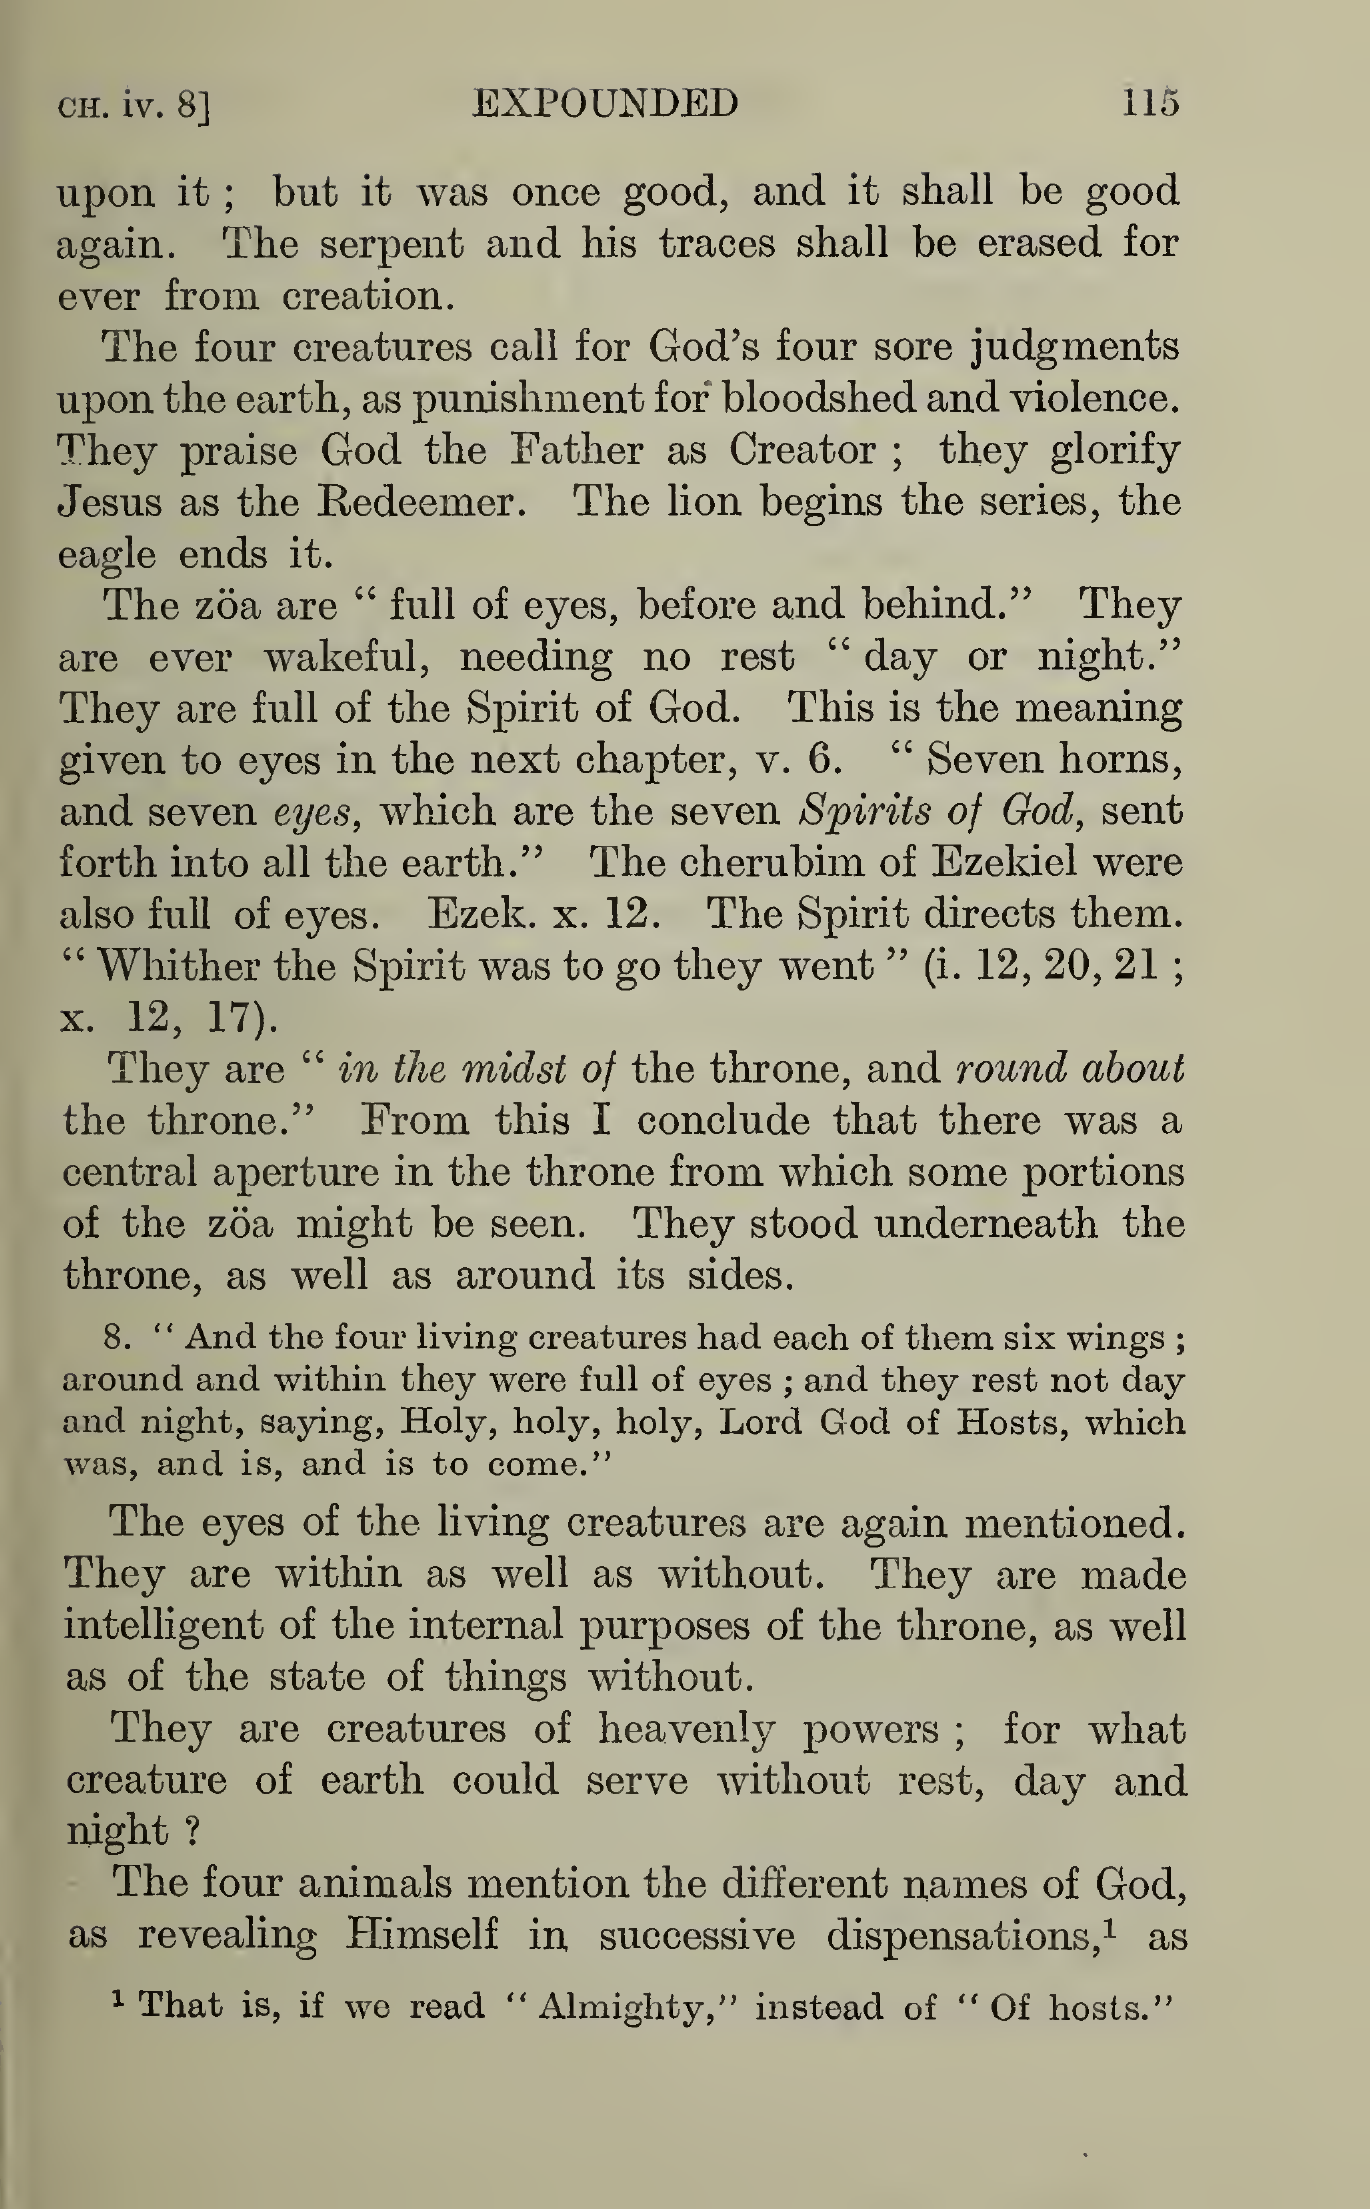 CH. iv. 8] EXPOUNDED 115
upon it ; but it was once good, and it shall be good
again. The serpent and his traces shall be erased for
ever from creation.
The four creatures call for God's four sore judgments
upon the earth, as punishment for bloodshed and violence.
They praise God the Father as Creator ; they glorify
Jesus as the Redeemer. The lion begins the series, the
eagle ends it.
The zöa are " full of eyes, before and behind." They
are ever wakeful, needing no rest " day or night."
They are full of the Spirit of God. This is the meaning
given to eyes in the next chapter, v. 6. " Seven horns,
and seven eyes, which are the seven Spirits of God, sent
forth into all the earth." The cherubim of Ezekiel were
also full of eyes. Ezek. x. 12. The Spirit directs them.
" Whither the Spirit was to go they went " (i. 12, 20, 21 ;
x. 12, 17).
They are " in the midst of the throne, and round about
the throne." From this I conclude that there was a
central aperture in the throne from which some portions
of the zöa might be seen. They stood underneath the
throne, as well as around its sides.
8. " And the four living creatures had each of them six wings ;
around and within they were full of eyes ; and they rest not day
and night, saying, Holy, holy, holy, Lord God of Hosts, which
was, and is, and is to come."
The eyes of the living creatures are again mentioned.
They are within as well as without. They are made
intelligent of the internal purposes of the throne, as well
as of the state of things without.
They are creatures of heavenly powers ; for what
creature of earth could serve without rest, day and
night ?
The four animals mention the different names of God,
as revealing Himself in successive dispensations,¹ as
¹ That is, if we read " Almighty," instead of " Of hosts."